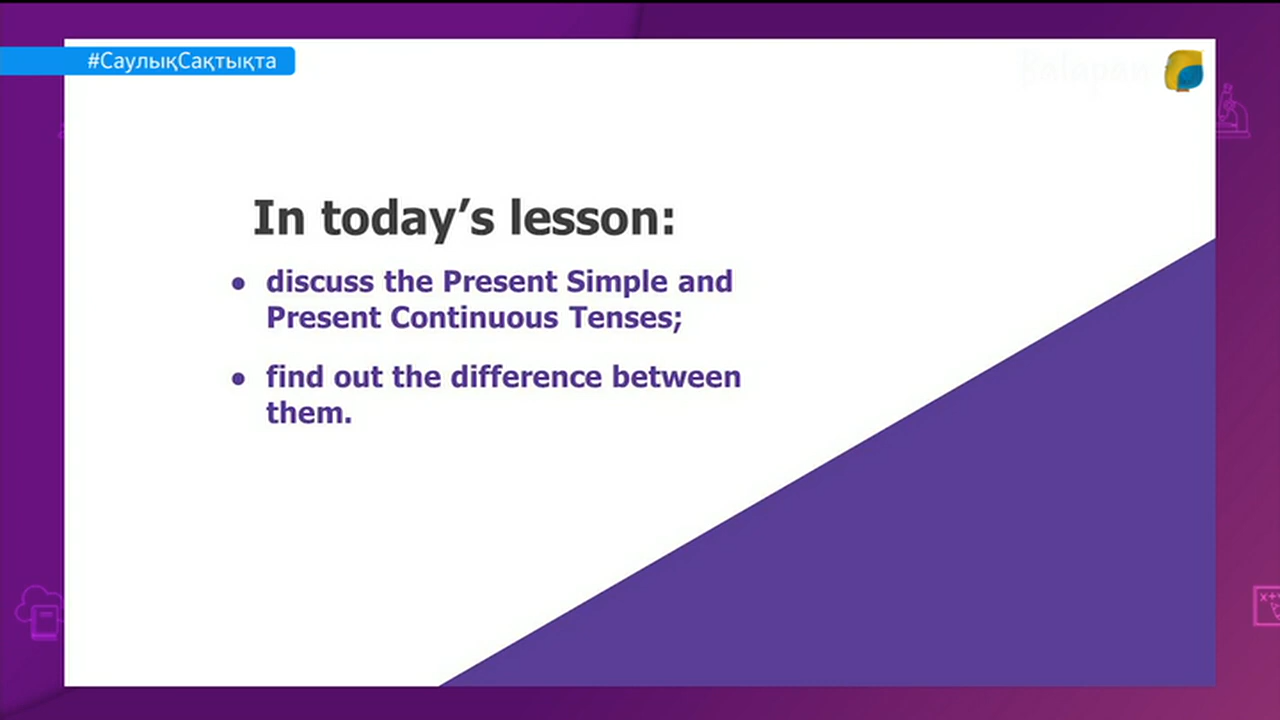 #СаулықСақтықта
In today’s lesson:
• discuss the Present Simple and
Present Continuous Tenses;
• find out the difference between
them.